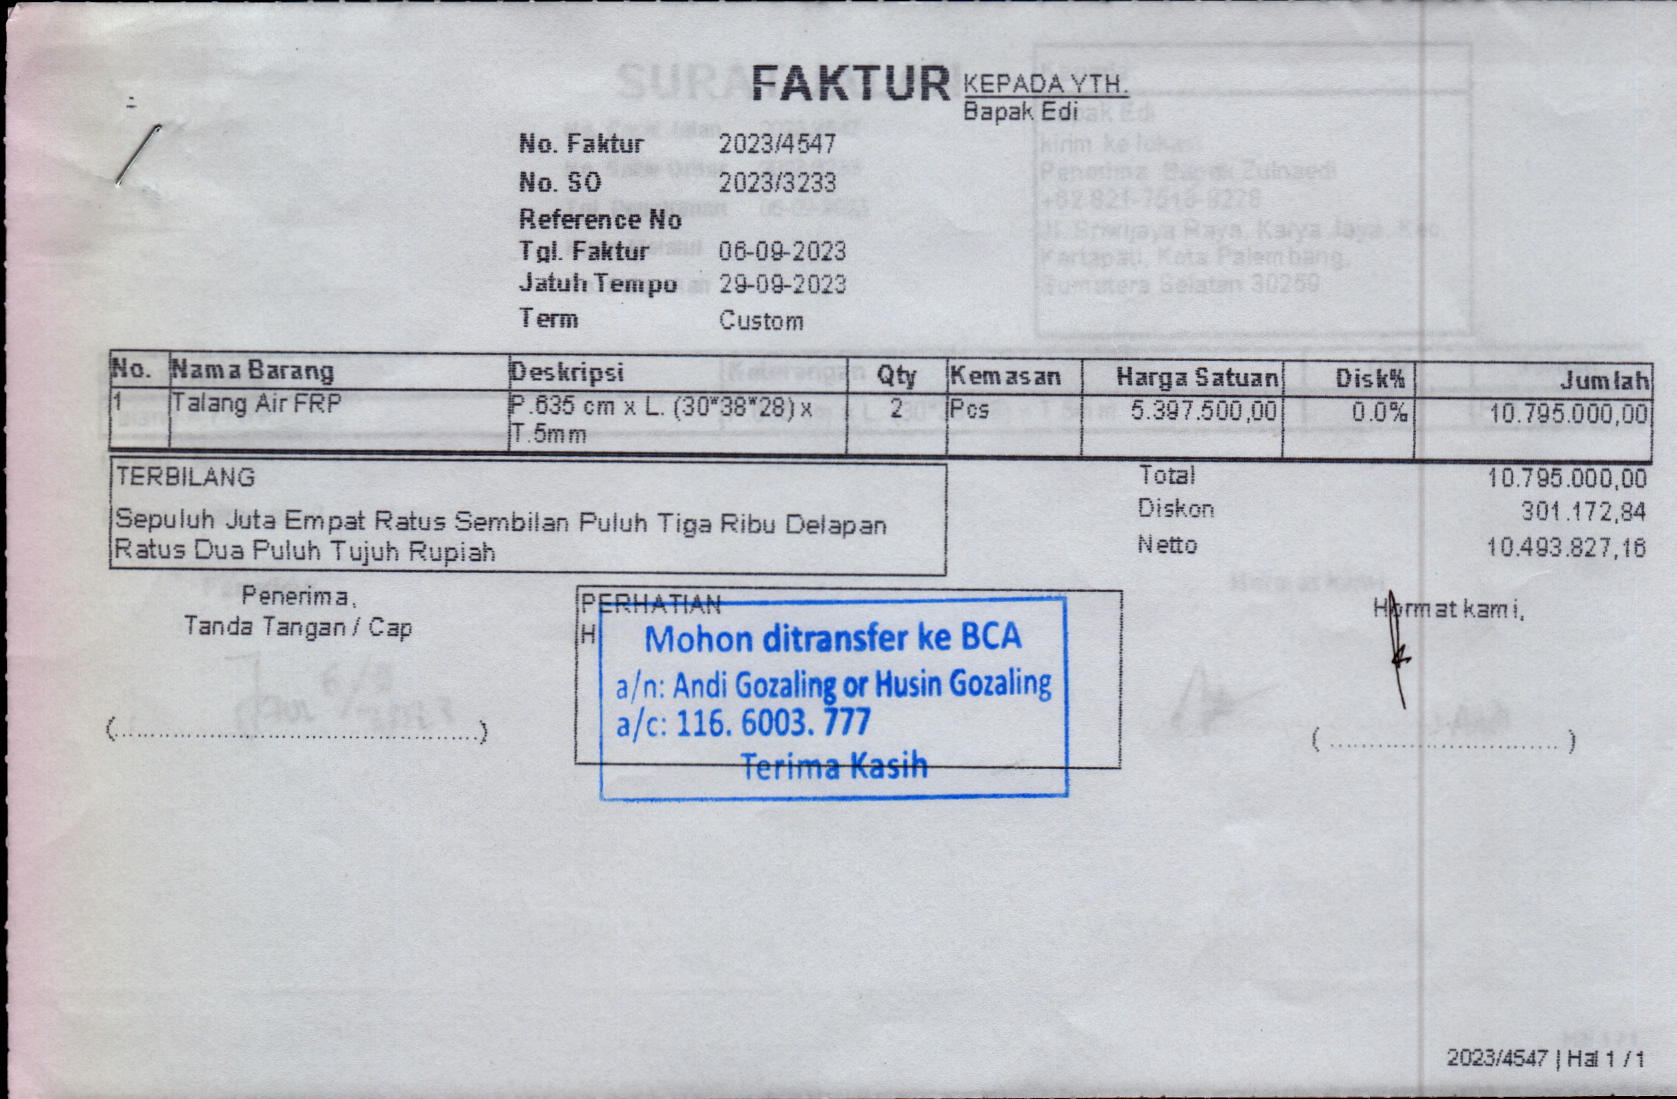 FAKTUR
KEPADA YTH.
Bapak Edi
No. Faktur 2023/4547
No. SO 2023/3233
Reference No
Tgl. Faktur 06-09-2023
Jatuh Tempo 29-09-2023
Term Custom
No. Nama Barang Deskripsi Qty Kemasan Harga Satuan Disk% Jumlah
1 Talang Air FRP P.635 cm x L. (30*38*28) x 2 Pcs 5.397.500,00 0.0% 10.795.000,00
T.5mm
TERBILANG
Sepuluh Juta Empat Ratus Sembilan Puluh Tiga Ribu Delapan
Ratus Dua Puluh Tujuh Rupiah
Total 10.795.000,00
Diskon 301.172,84
Netto 10.493.827,16
Penerima,
Tanda Tangan / Cap
(..........................................)
PERHATIAN
H
Mohon ditransfer ke BCA
a/n: Andi Gozaling or Husin Gozaling
a/c: 116. 6003. 777
Terima Kasih
Hormat kami,
( .......................... )
2023/4547 | Hal 1 / 1